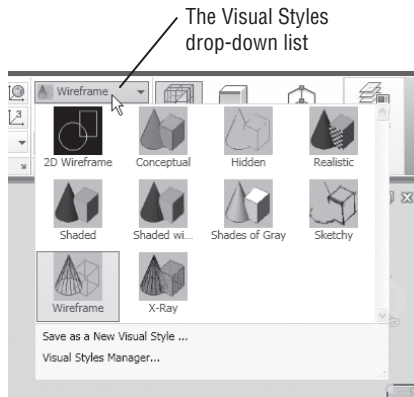 The Visual Styles
drop-down list
Wireframe
2D Wireframe
Conceptual
Hidden
Realistic
Shaded
Shaded wi...
Shades of Gray
Sketchy
Wireframe
X-Ray
Save as a New Visual Style ...
Visual Styles Manager...